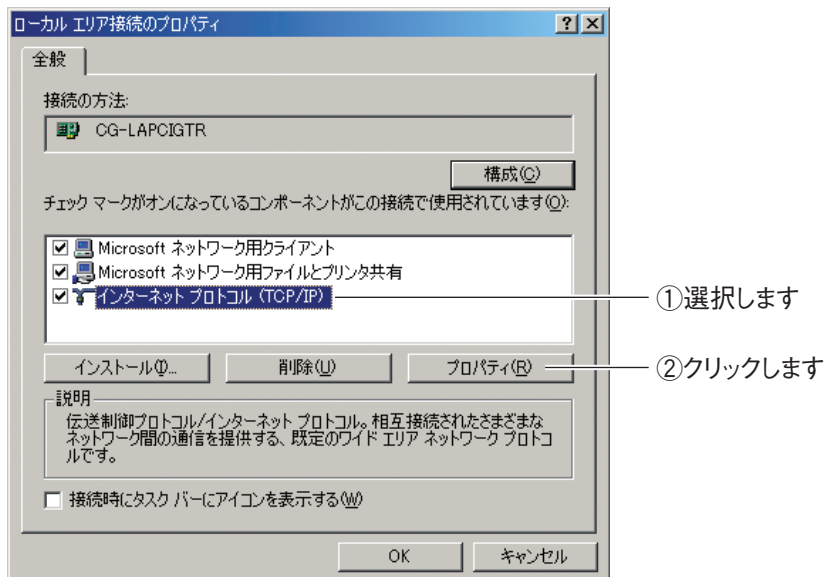 ローカル エリア接続のプロパティ
全般
接続の方法:
CG-LAPCIGTR
構成(C)
チェック マークがオンになっているコンポーネントがこの接続で使用されています(O):
Microsoft ネットワーク用クライアント
Microsoft ネットワーク用ファイルとプリンタ共有
インターネット プロトコル (TCP/IP)
①選択します
インストール(I)... 削除(U) プロパティ(R)
②クリックします
説明
伝送制御プロトコル/インターネット プロトコル。相互接続されたさまざまな
ネットワーク間の通信を提供する、既定のワイド エリア ネットワーク プロトコ
ルです。
接続時にタスク バーにアイコンを表示する(W)
OK キャンセル